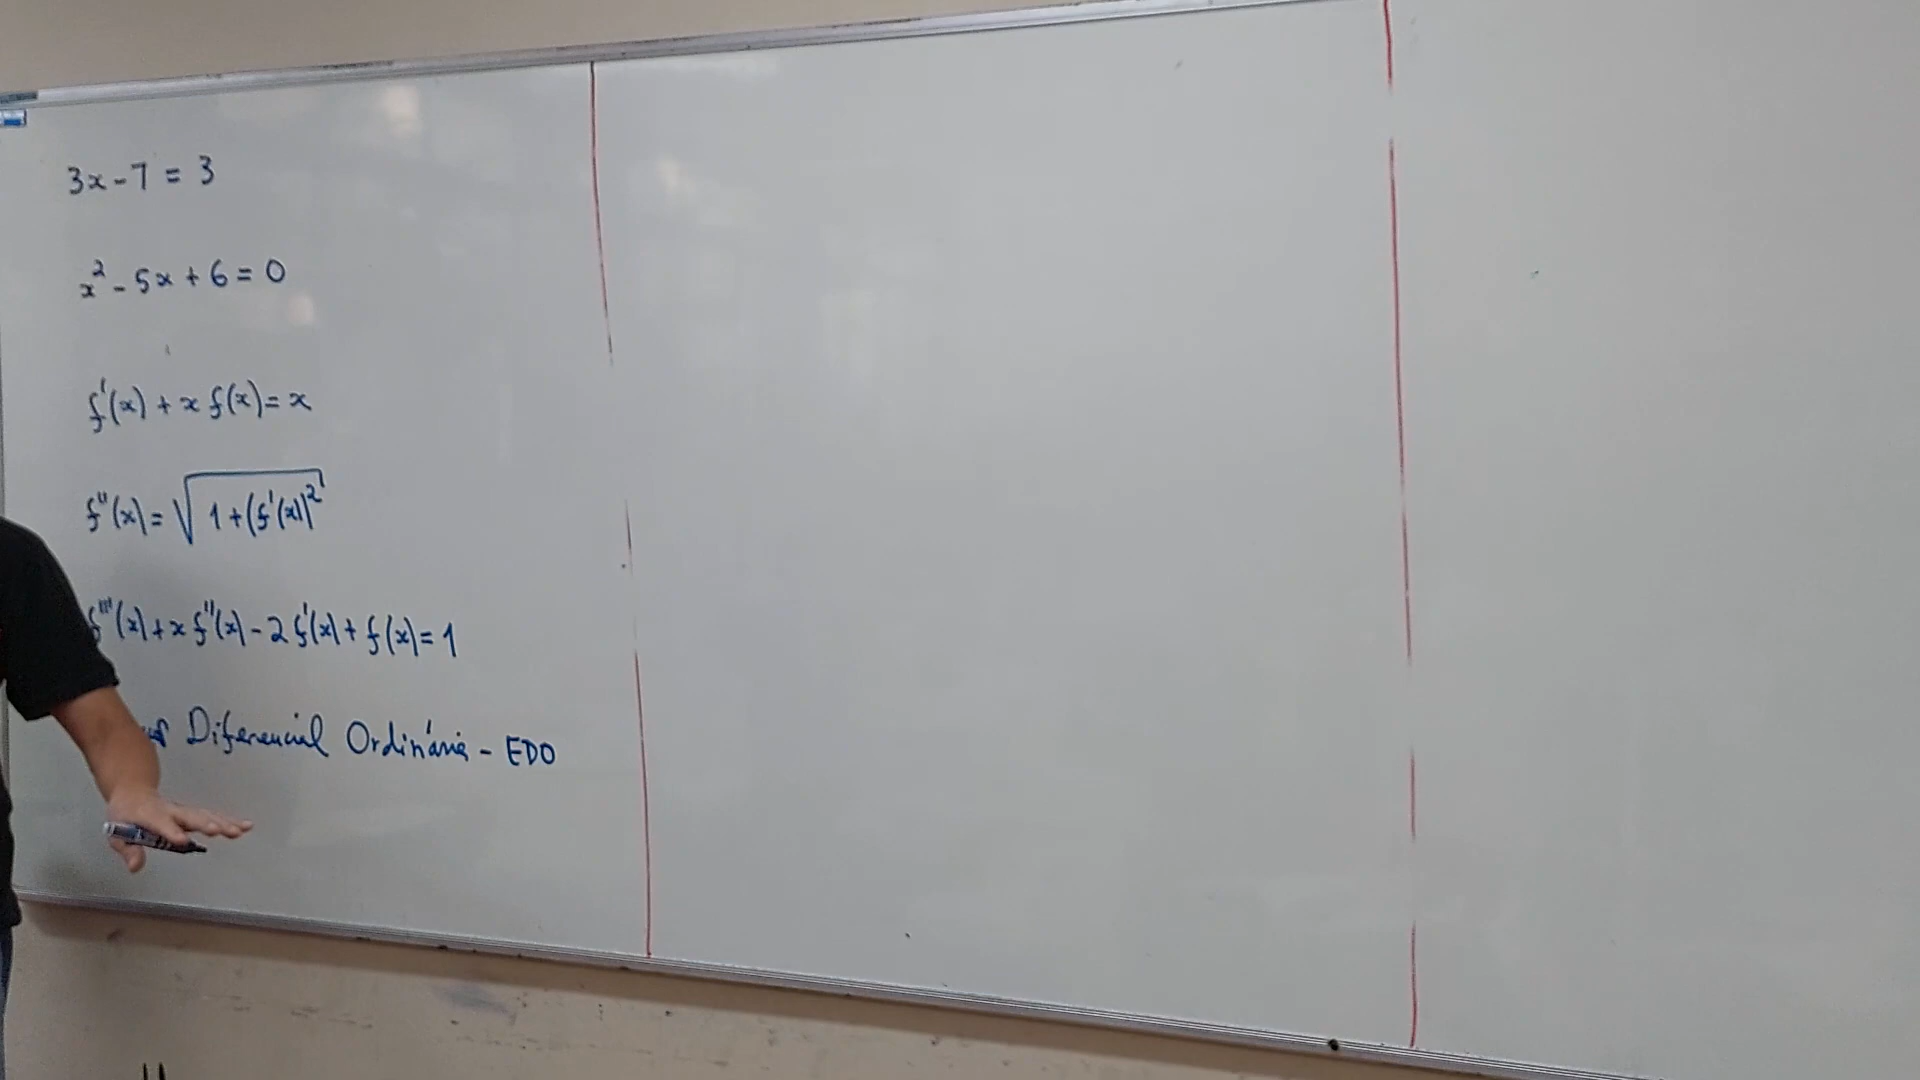 3x - 7 = 3
x² - 5x + 6 = 0
f'(x) + x f(x) = x
f''(x) = √(1 + (f'(x))²)
f'''(x) + x f''(x) - 2 f'(x) + f(x) = 1
Diferencial Ordinária - EDO